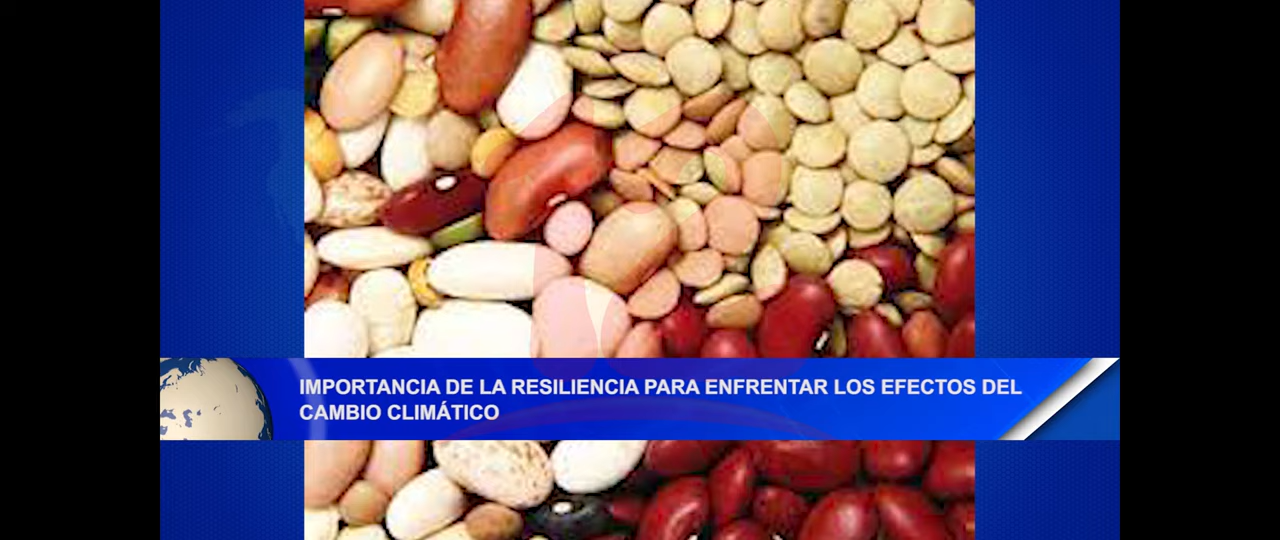 IMPORTANCIA DE LA RESILIENCIA PARA ENFRENTAR LOS EFECTOS DEL
CAMBIO CLIMÁTICO